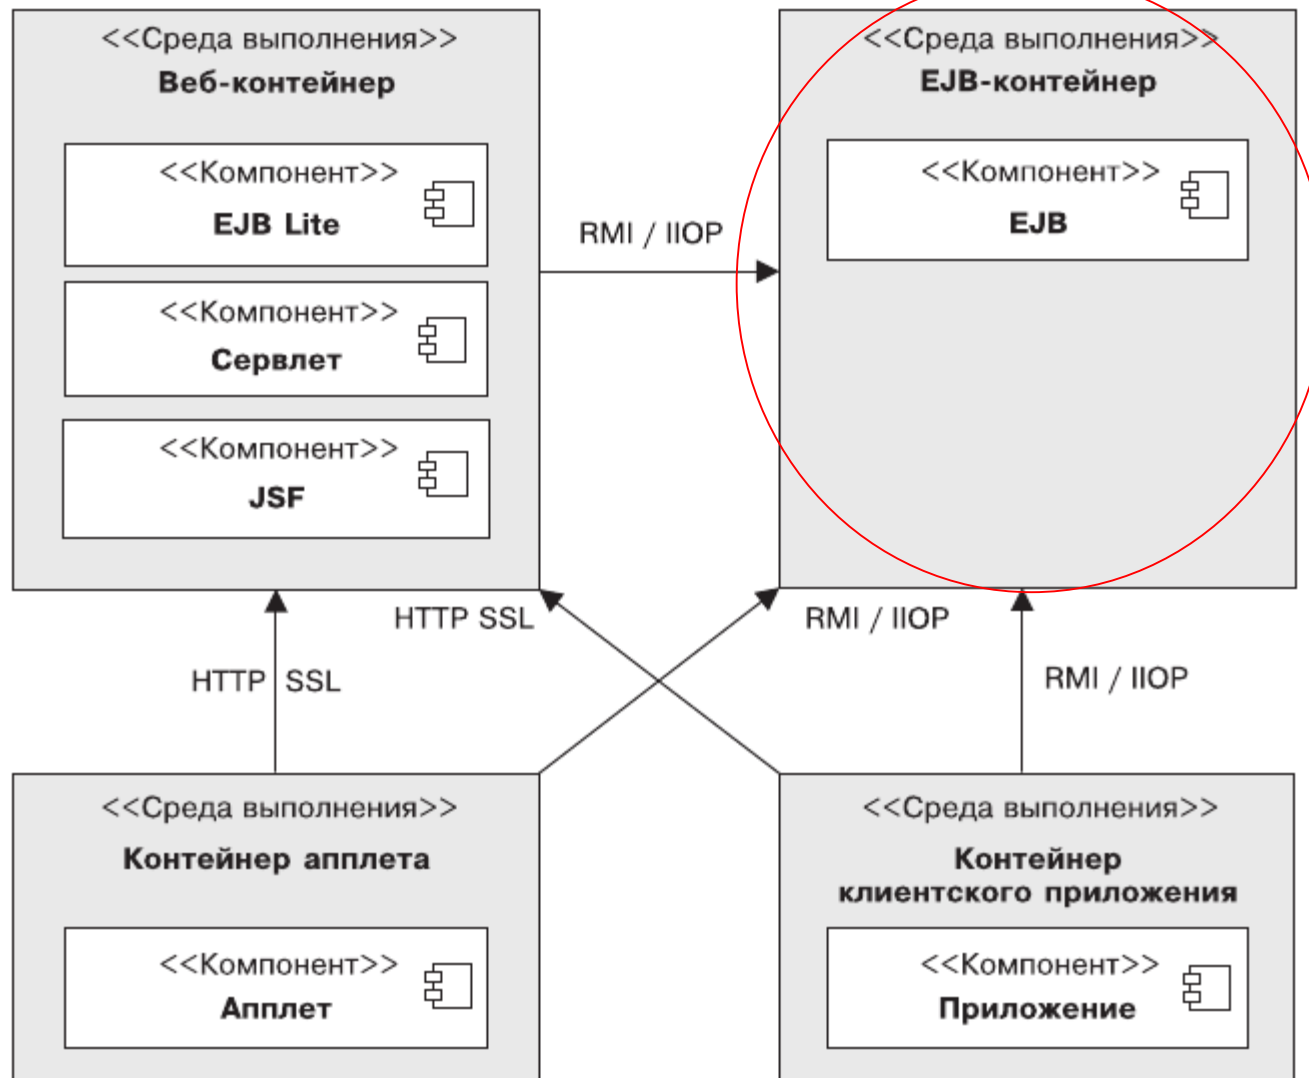 <<Среда выполнения>>
Веб-контейнер
<<Компонент>>
EJB Lite
<<Компонент>>
Сервлет
<<Компонент>>
JSF
RMI / IIOP
<<Среда выполнения>>
EJB-контейнер
<<Компонент>>
EJB
HTTP SSL
HTTP SSL
RMI / IIOP
RMI / IIOP
<<Среда выполнения>>
Контейнер апплета
<<Компонент>>
Апплет
<<Среда выполнения>>
Контейнер
клиентского приложения
<<Компонент>>
Приложение